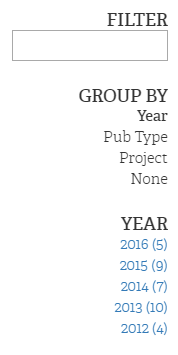 FILTER
GROUP BY
Year
Pub Type
Project
None
YEAR
2016 (5)
2015 (9)
2014 (7)
2013 (10)
2012 (4)